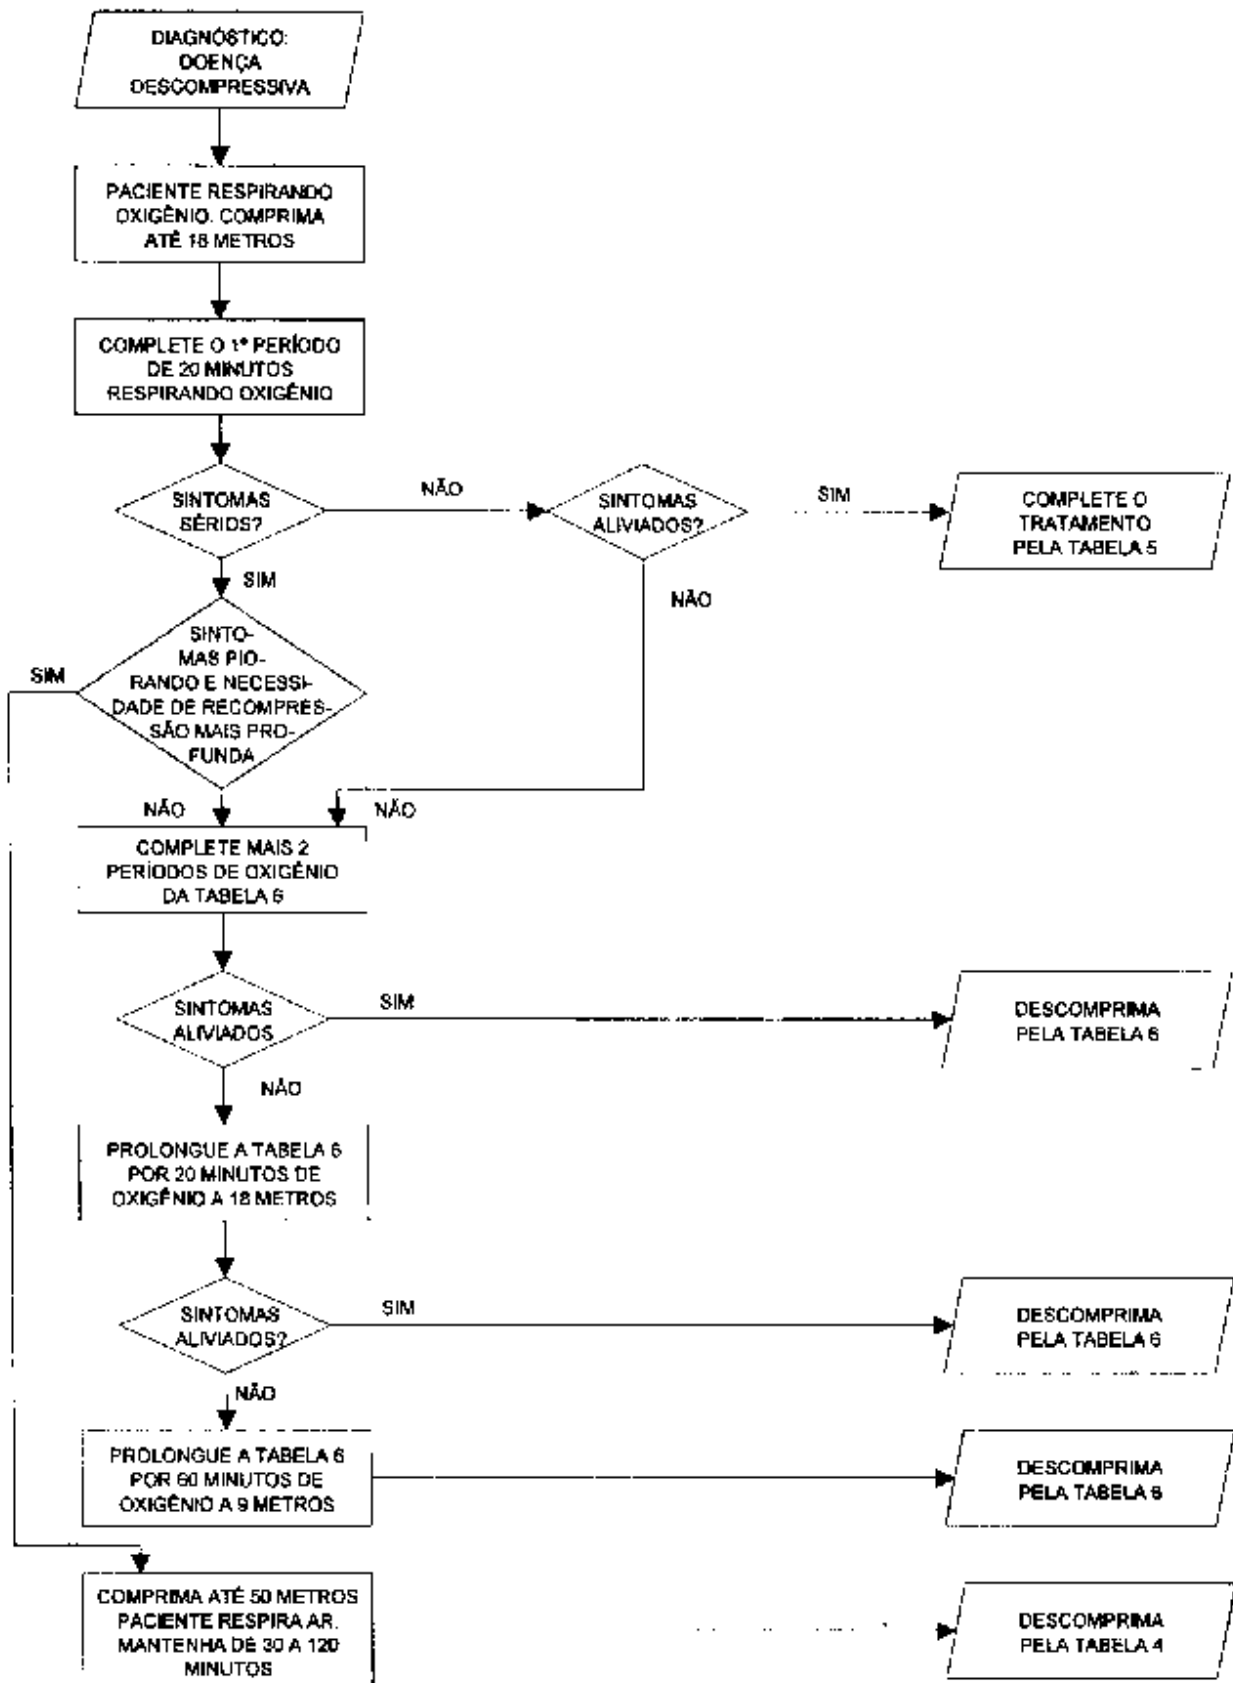 DIAGNÓSTICO:
DOENÇA
DESCOMPRESSIVA
PACIENTE RESPIRANDO
OXIGÊNIO. COMPRIMA
ATÉ 18 METROS
COMPLETE O 1º PERÍODO
DE 20 MINUTOS
RESPIRANDO OXIGÊNIO
SINTOMAS
SÉRIOS?
NÃO
SINTOMAS
ALIVIADOS?
SIM
COMPLETE O
TRATAMENTO
PELA TABELA 5
SIM
NÃO
SINTO-
MAS PIO-
RANDO E NECESSI-
DADE DE RECOMPRES-
SÃO MAIS PRO-
FUNDA
SIM
NÃO
NÃO
COMPLETE MAIS 2
PERÍODOS DE OXIGÊNIO
DA TABELA 6
SINTOMAS
ALIVIADOS
SIM
DESCOMPRIMA
PELA TABELA 6
NÃO
PROLONGUE A TABELA 6
POR 20 MINUTOS DE
OXIGÊNIO A 18 METROS
SINTOMAS
ALIVIADOS?
SIM
DESCOMPRIMA
PELA TABELA 6
NÃO
PROLONGUE A TABELA 6
POR 60 MINUTOS DE
OXIGÊNIO A 9 METROS
DESCOMPRIMA
PELA TABELA 6
COMPRIMA ATÉ 50 METROS
PACIENTE RESPIRA AR.
MANTENHA DE 30 A 120
MINUTOS
DESCOMPRIMA
PELA TABELA 4